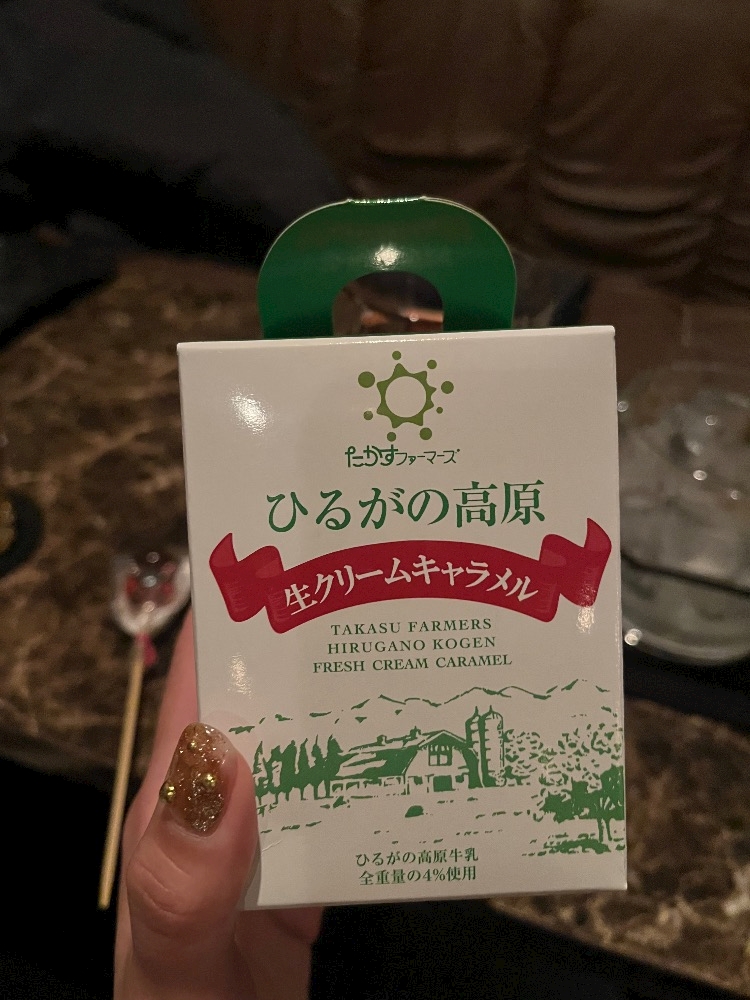 たかすファーマーズ
ひるがの高原
生クリームキャラメル
TAKASU FARMERS
HIRUGANO KOGEN
FRESH CREAM CARAMEL
ひるがの高原牛乳
全重量の4%使用